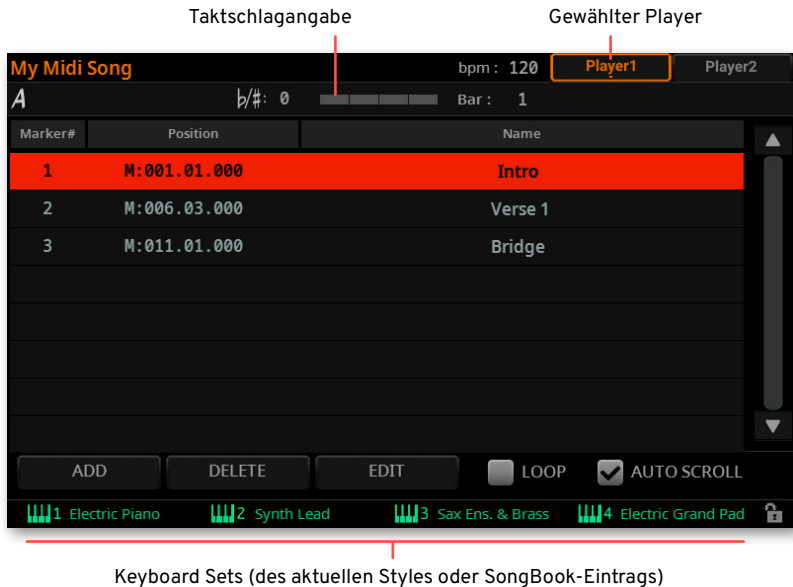 Taktschlagangabe Gewählter Player
My Midi Song bpm: 120 Player1 Player2
A b/#: 0 Bar: 1
Marker# Position Name
1 M:001.01.000 Intro
2 M:006.03.000 Verse 1
3 M:011.01.000 Bridge
ADD DELETE EDIT LOOP AUTO SCROLL
1 Electric Piano 2 Synth Lead 3 Sax Ens. & Brass 4 Electric Grand Pad
Keyboard Sets (des aktuellen Styles oder SongBook-Eintrags)